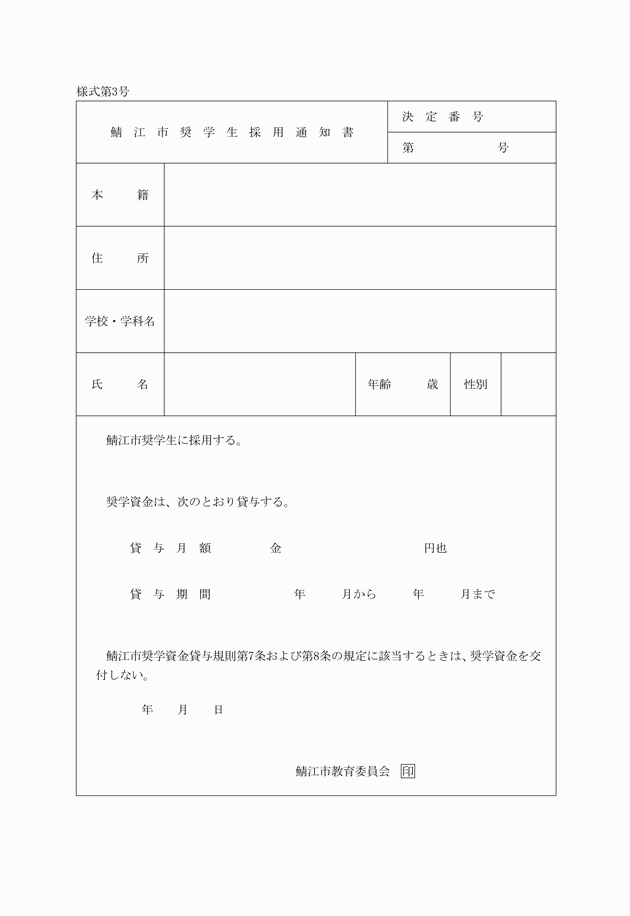 様式第3号
鯖江市奨学生採用通知書
決定番号
第　　　　　　　号
本　　　籍
住　　　所
学校・学科名
氏　　　名
年齢　　　歳
性別
鯖江市奨学生に採用する。
奨学資金は、次のとおり貸与する。
貸　与　月　額　　　　　金　　　　　　　　　　　　円也
貸　与　期　間　　　　　　　年　　　月から　　　年　　　月まで
鯖江市奨学資金貸与規則第7条および第8条の規定に該当するときは、奨学資金を交
付しない。
年　　月　　日
鯖江市教育委員会　印